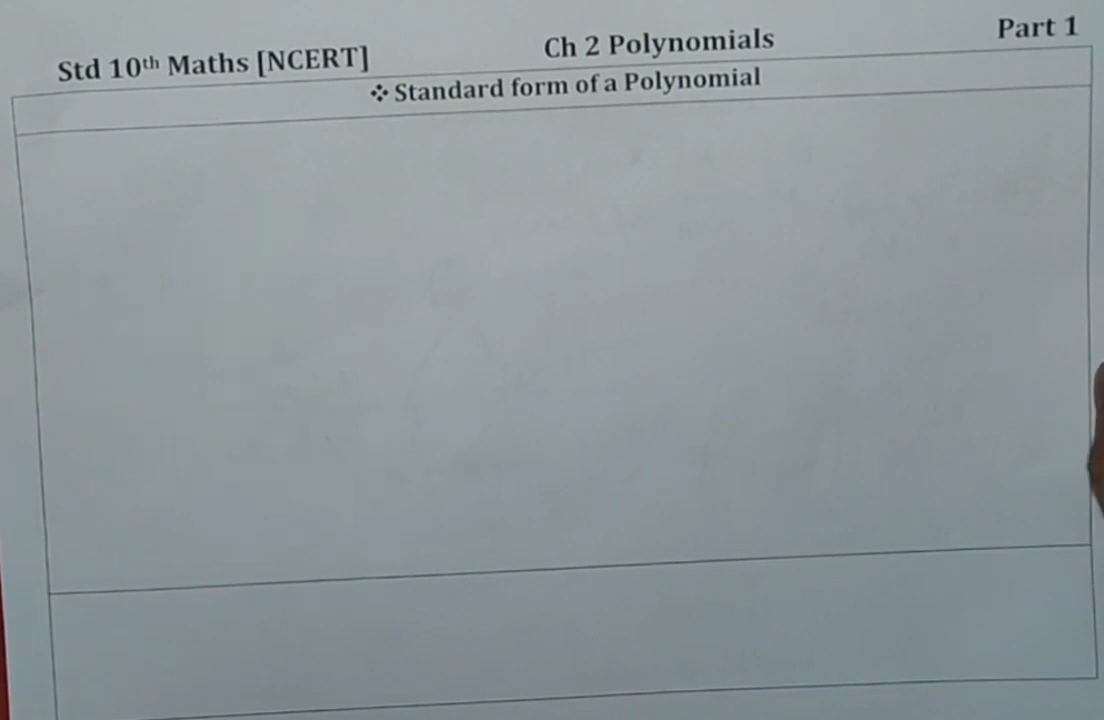 Std 10th Maths [NCERT] Ch 2 Polynomials Part 1
❖ Standard form of a Polynomial